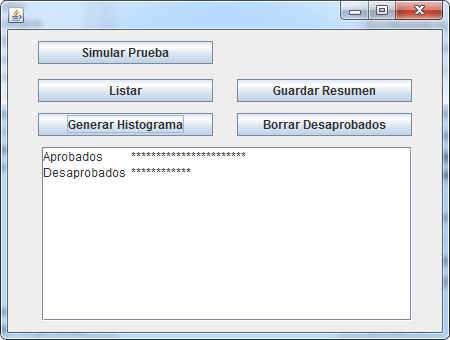 Simular Prueba
Listar
Guardar Resumen
Generar Histograma
Borrar Desaprobados
Aprobados ***********************
Desaprobados ************